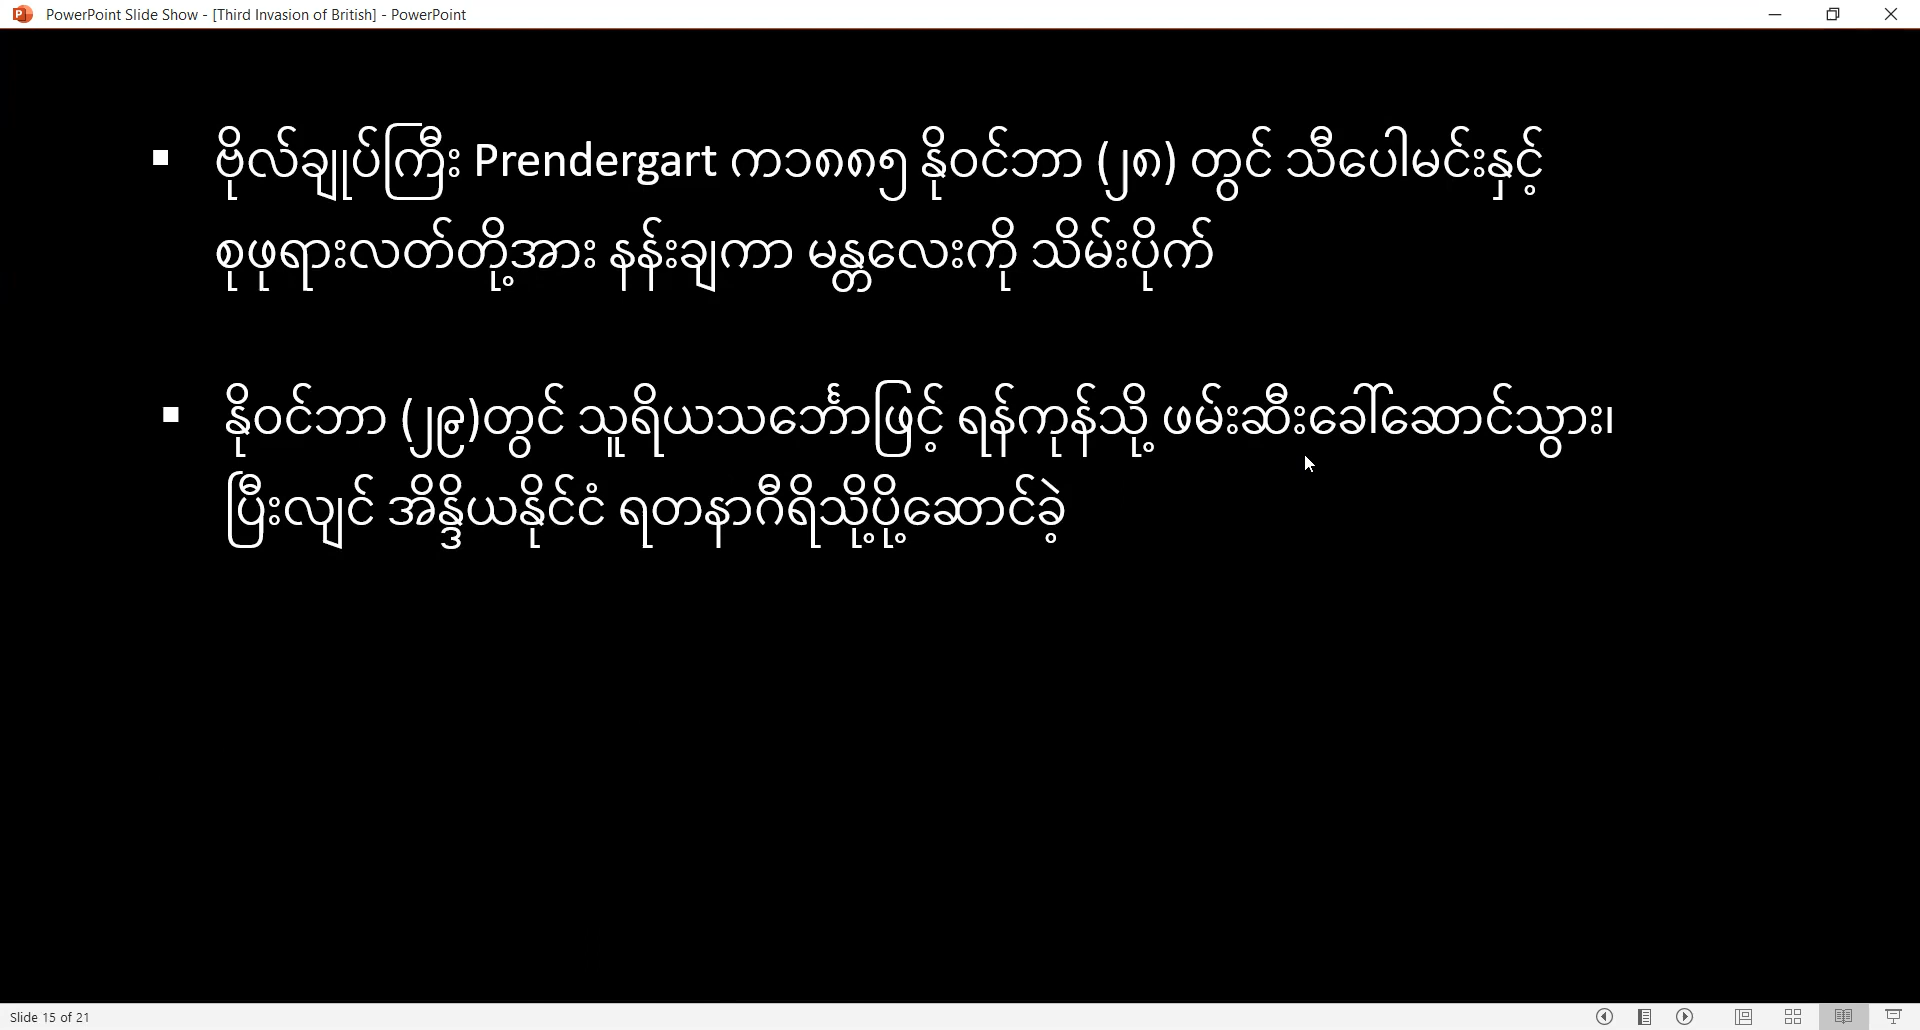 PowerPoint Slide Show - [Third Invasion of British] - PowerPoint
▪ ဗိုလ်ချုပ်ကြီး Prendergart က၁၈၈၅ နိုဝင်ဘာ (၂၈) တွင် သီပေါမင်းနှင့်
စုဖုရားလတ်တို့အား နန်းချကာ မန္တလေးကို သိမ်းပိုက်
▪ နိုဝင်ဘာ (၂၉)တွင် သူရိယသင်္ဘောဖြင့် ရန်ကုန်သို့ ဖမ်းဆီးခေါ်ဆောင်သွား၊
ပြီးလျှင် အိန္ဒိယနိုင်ငံ ရတနာဂီရိသို့ပို့ဆောင်ခဲ့
Slide 15 of 21